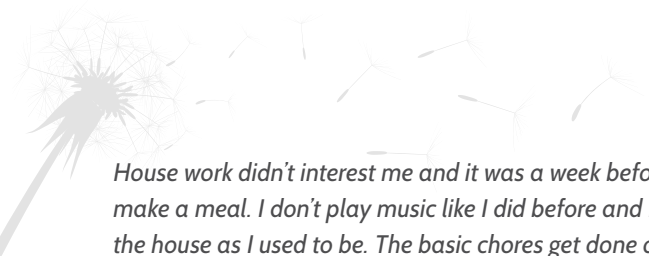 House work didn’t interest me and it was a week
make a meal. I don’t play music like I did before and
the house as I used to be. The basic chores get done